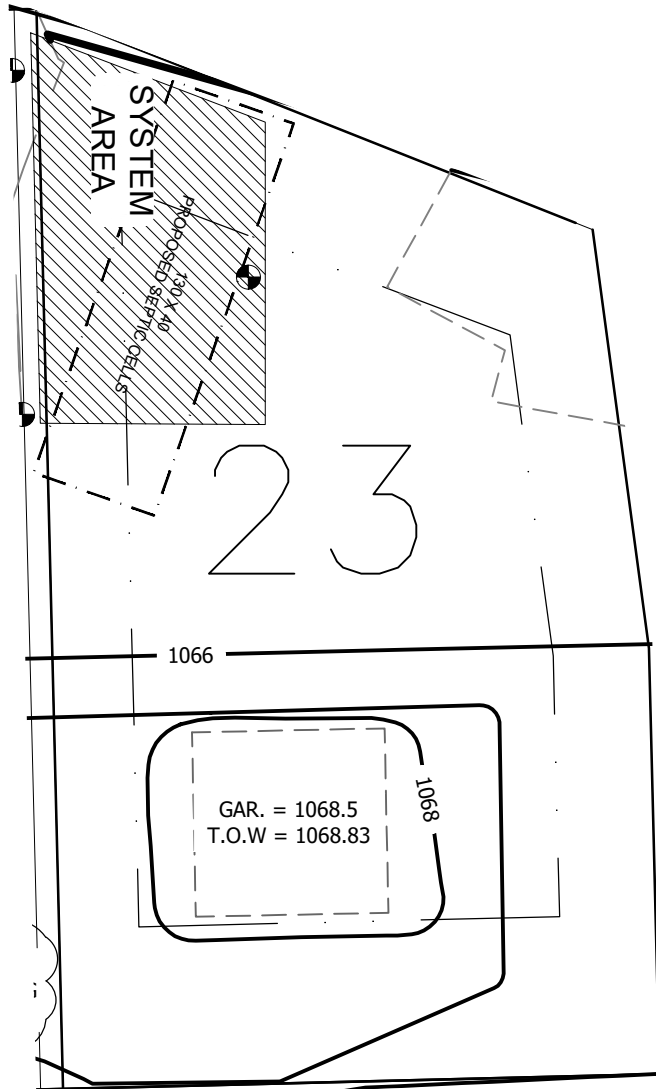 SYSTEM
AREA
130 X 40
PROPOSED SEPTIC CELLS
23
1066
1068
GAR. = 1068.5
T.O.W = 1068.83